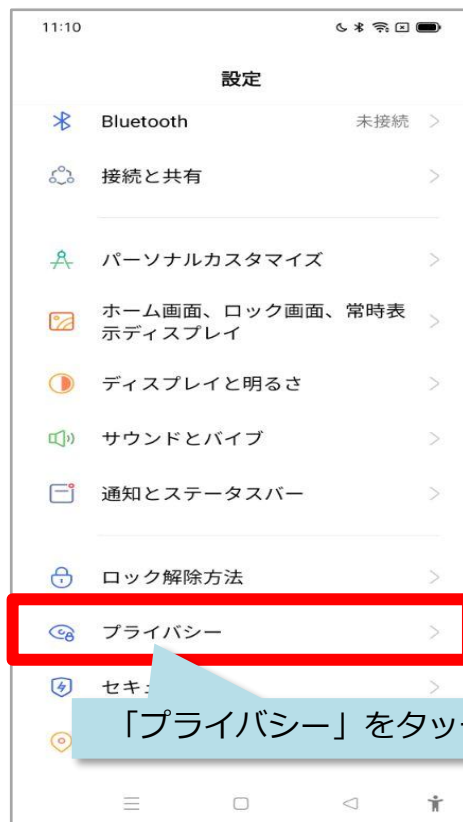 11:10
設定
Bluetooth 未接続
接続と共有
パーソナルカスタマイズ
ホーム画面、ロック画面、常時表
示ディスプレイ
ディスプレイと明るさ
サウンドとバイブ
通知とステータスバー
ロック解除方法
プライバシー
セキュ
「プライバシー」をタッ